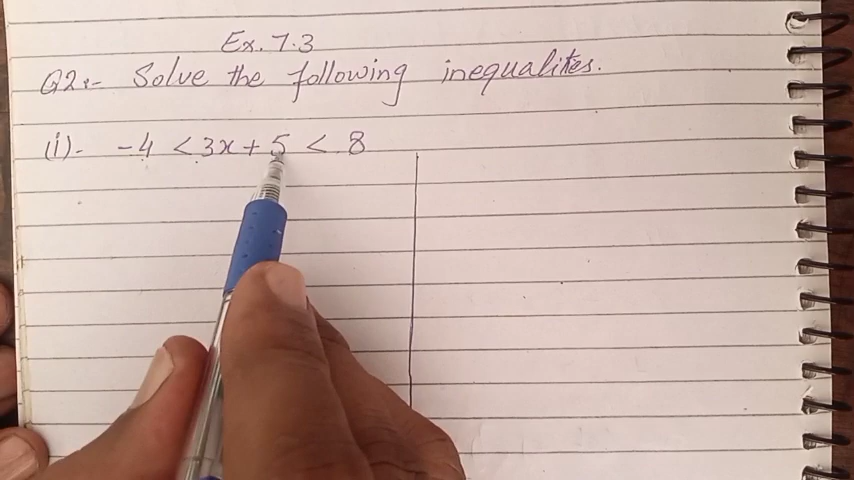 Ex. 7.3
Q2:- Solve the following inequalites.
(i)- -4 < 3x + 5 < 8